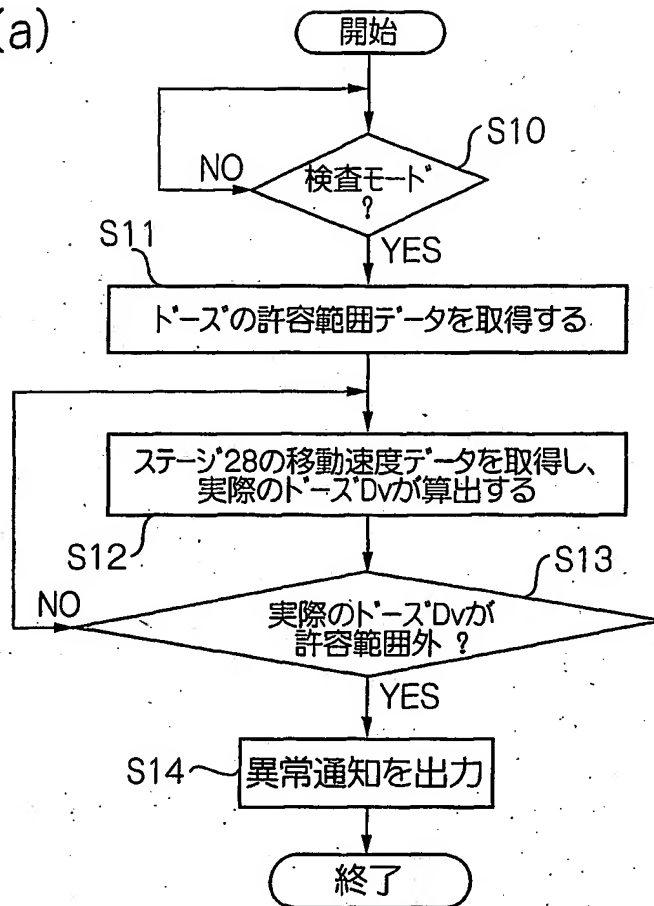 (a)
開始
S10
検査モード
?
NO
YES
S11
ドーズの許容範囲データを取得する
ステージ28の移動速度データを取得し、
実際のドーズDvが算出する
S12
S13
実際のドーズDvが
許容範囲外 ?
NO
YES
S14
異常通知を出力
終了